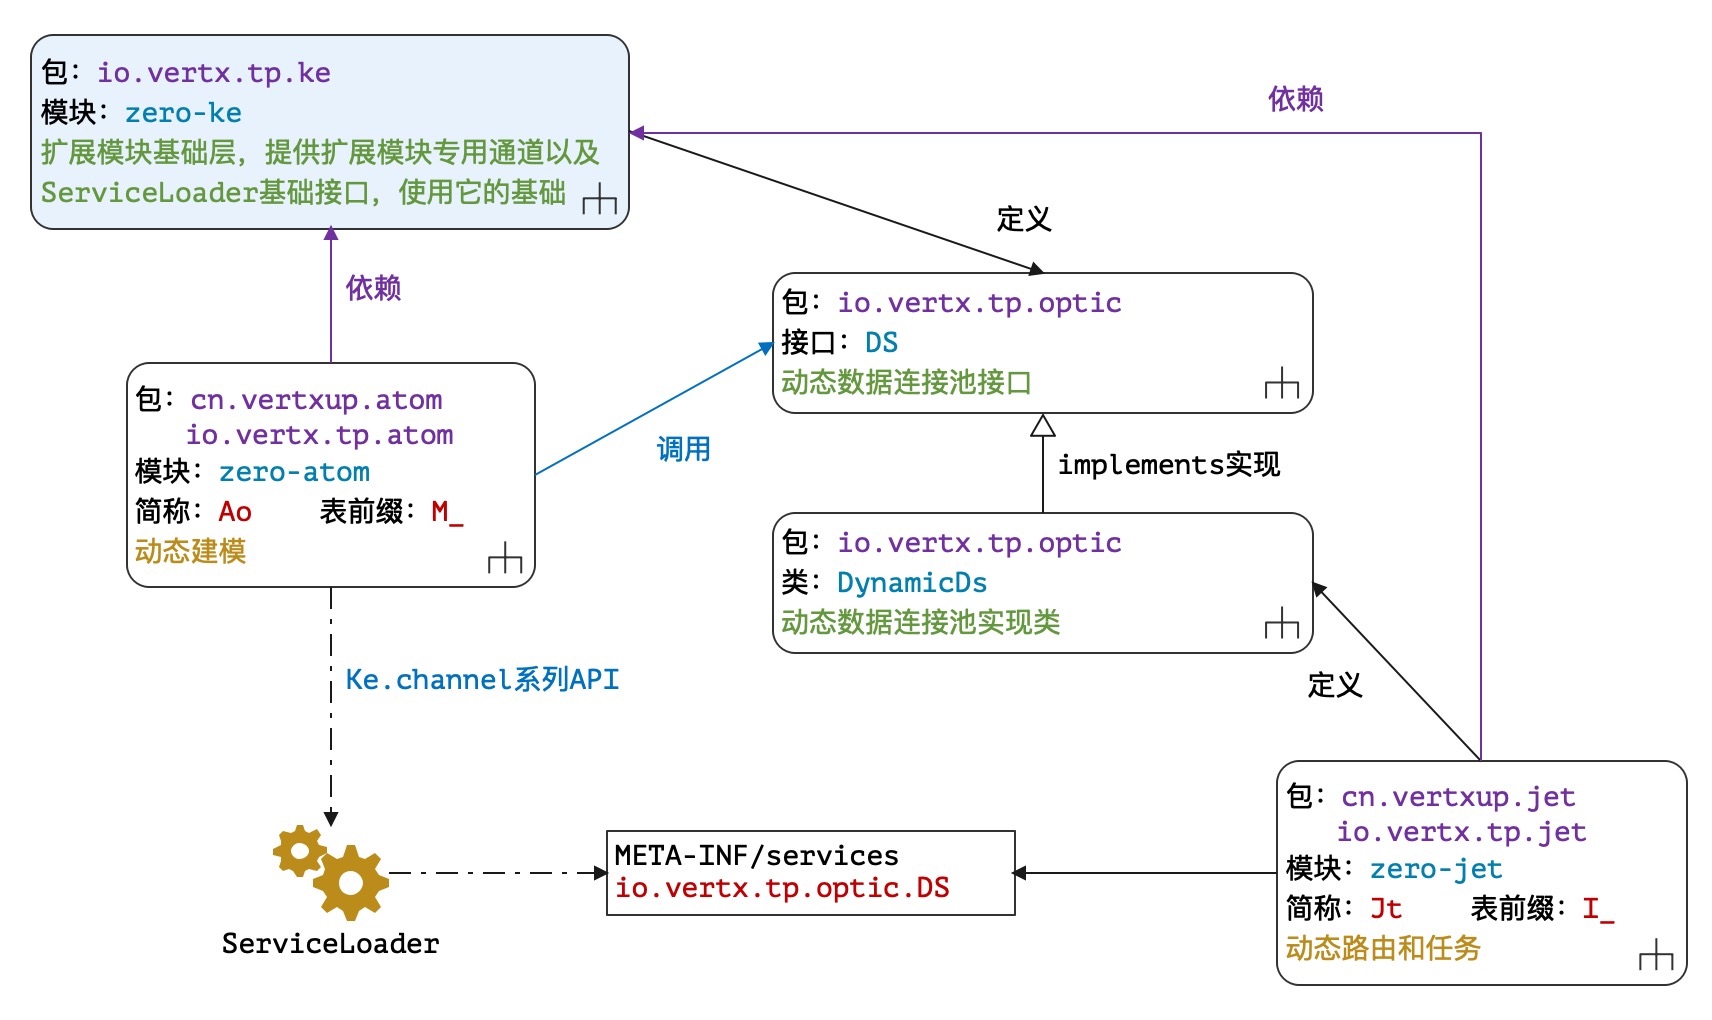 包：io.vertx.tp.ke
模块：zero-ke
扩展模块基础层，提供扩展模块专用通道以及
ServiceLoader基础接口，使用它的基础
依赖
定义
依赖
包：io.vertx.tp.optic
接口：DS
动态数据连接池接口
包：cn.vertxup.atom
io.vertx.tp.atom
模块：zero-atom
简称：Ao 表前缀：M_
动态建模
调用
implements实现
包：io.vertx.tp.optic
类：DynamicDs
动态数据连接池实现类
Ke.channel系列API
定义
包：cn.vertxup.jet
io.vertx.tp.jet
模块：zero-jet
简称：Jt 表前缀：I_
动态路由和任务
META-INF/services
io.vertx.tp.optic.DS
ServiceLoader